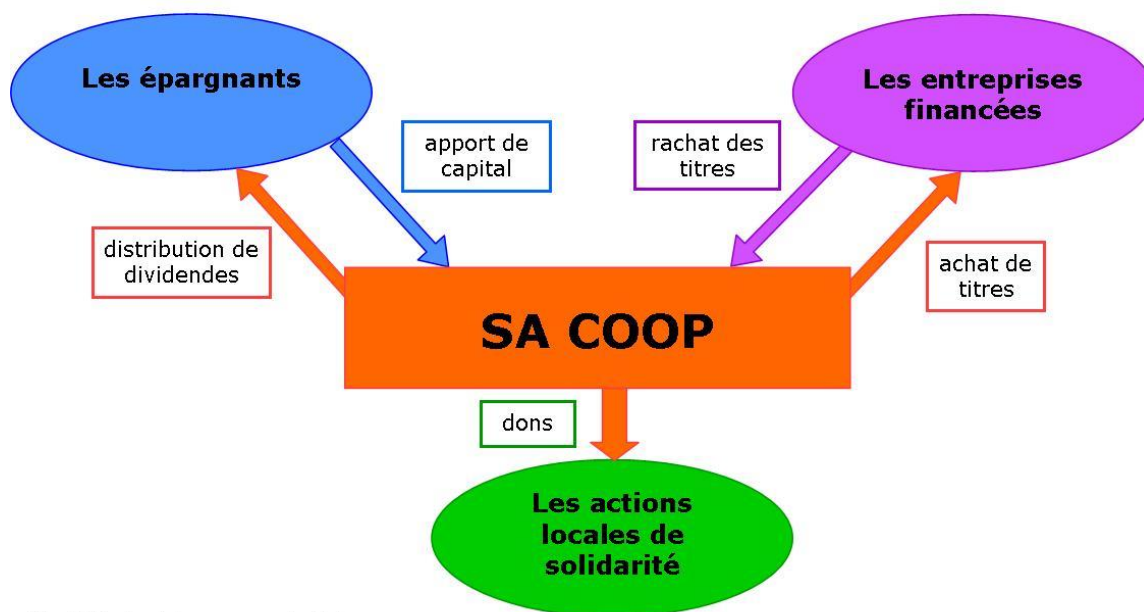 Les épargnants
Les entreprises
financées
apport de
capital
rachat des
titres
distribution de
dividendes
achat de
titres
SA COOP
dons
Les actions
locales de
solidarité